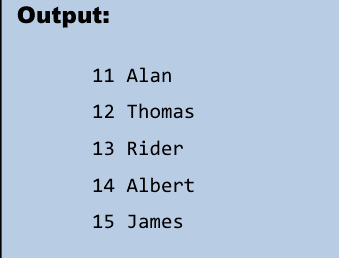 Output:
11 Alan
12 Thomas
13 Rider
14 Albert
15 James